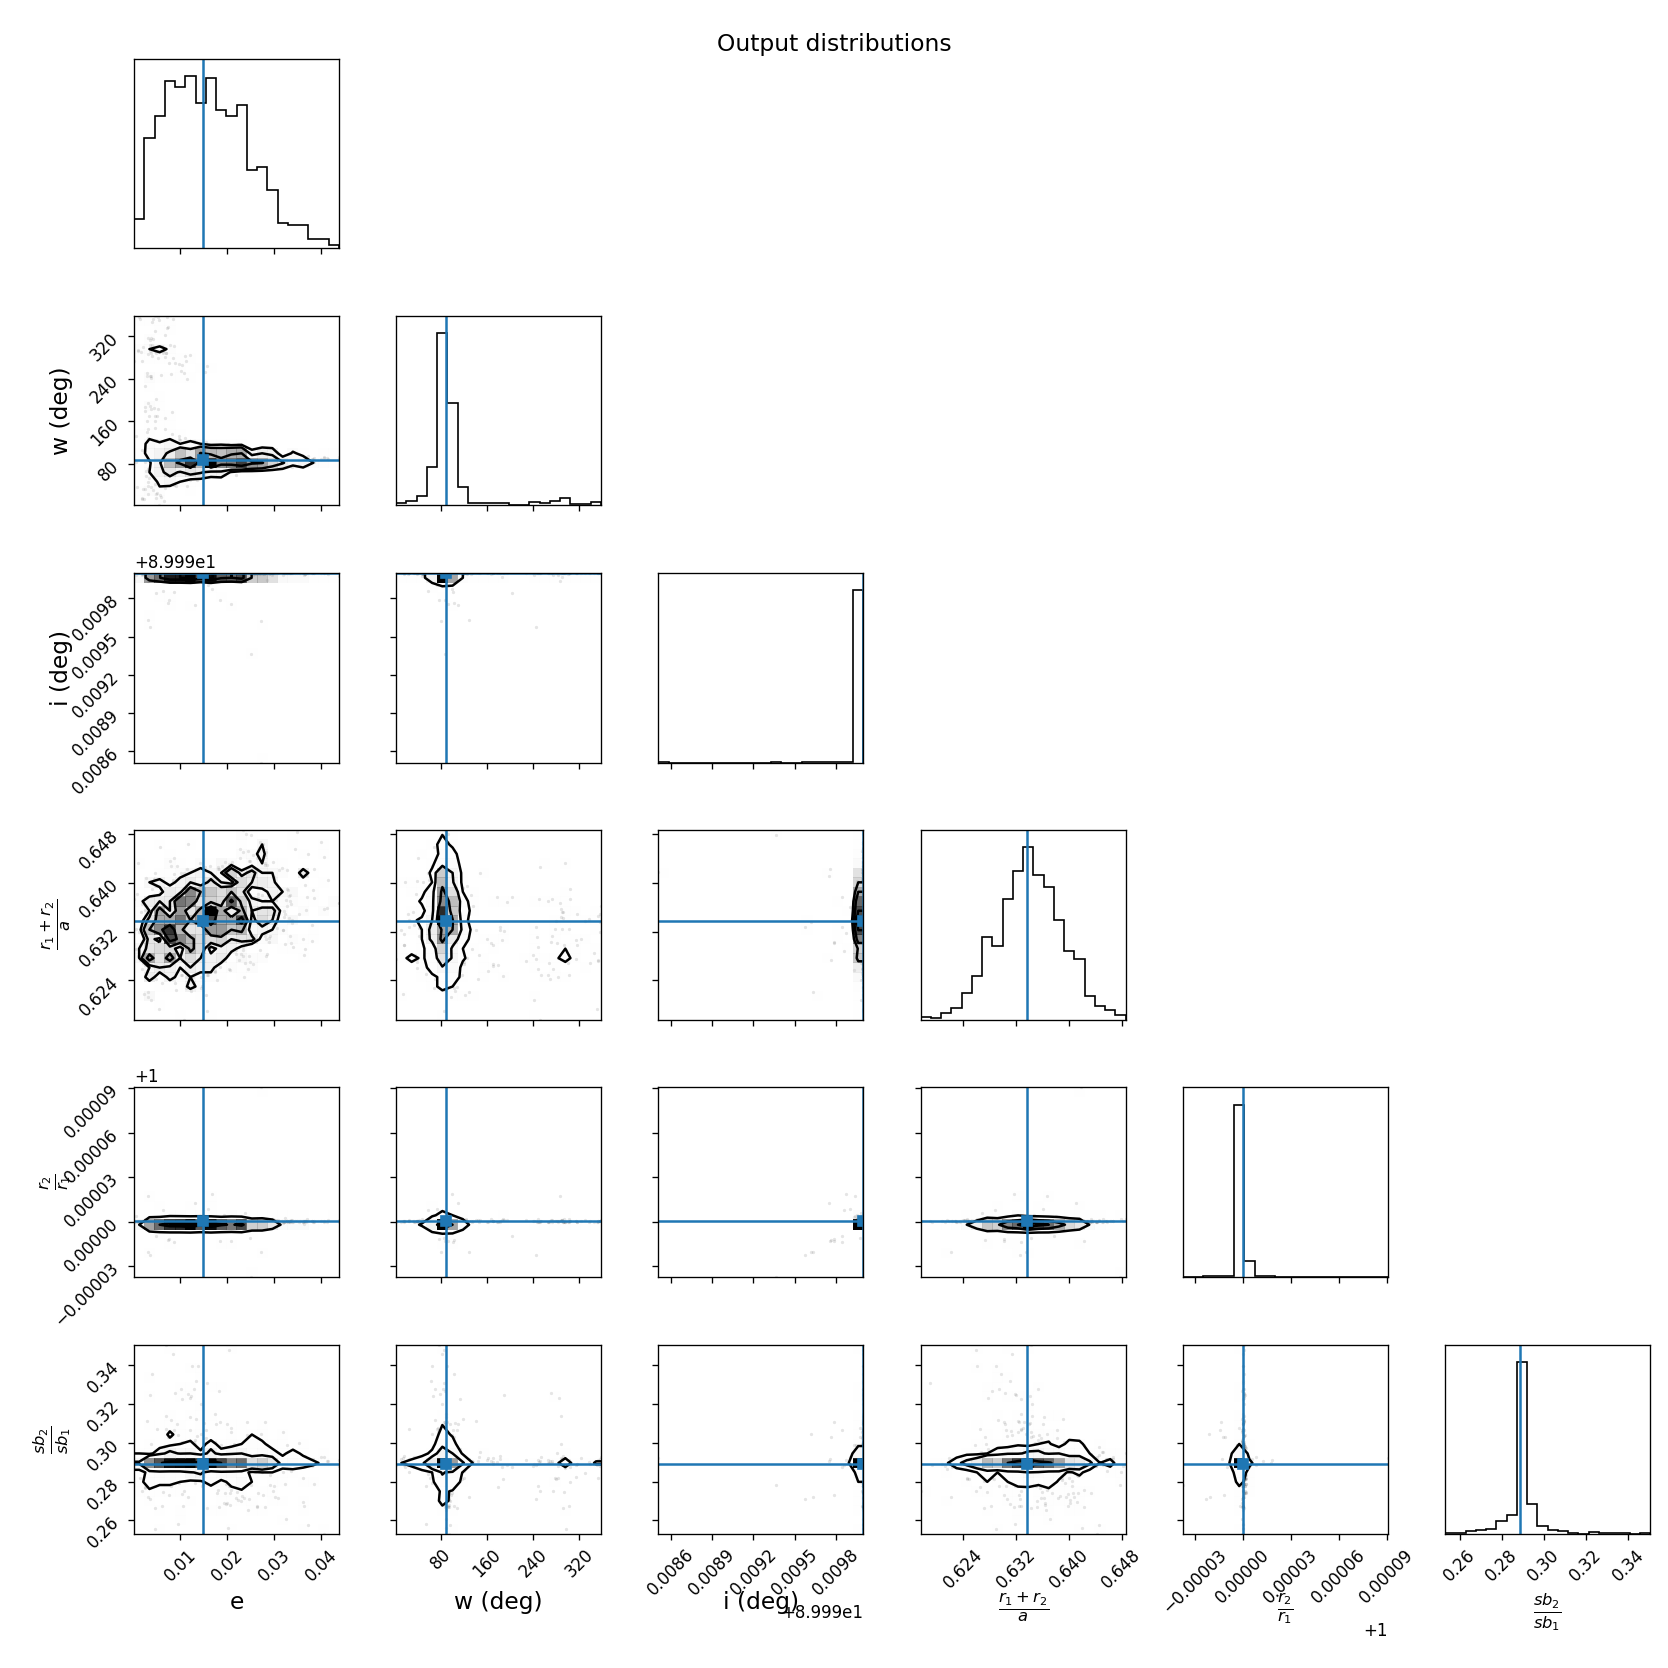 Output distributions
w (deg)
320
240
160
80
+8.999e1
i (deg)
0.0098
0.0095
0.0092
0.0089
0.0086
r₁ + r₂
a
0.648
0.640
0.632
0.624
+1
r₂
r₁
0.00009
0.00006
0.00003
0.00000
−0.00003
sb₂
sb₁
0.34
0.32
0.30
0.28
0.26
0.01 0.02 0.03 0.04
80 160 240 320
0.0086 0.0089 0.0092 0.0095 0.0098
0.624 0.632 0.640 0.648
−0.00003 0.00000 0.00003 0.00006 0.00009
0.26 0.28 0.30 0.32 0.34
e
w (deg)
i (deg)
+8.999e1
r₁ + r₂
a
r₂
r₁
+1
sb₂
sb₁